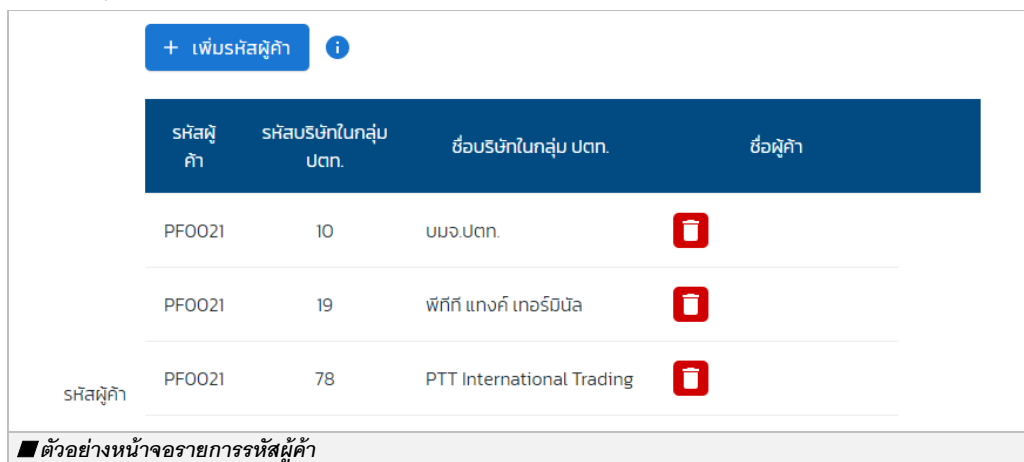 + เพิ่มรหัสผู้ค้า
รหัสผู้ค้า รหัสบริษัทในกลุ่ม ปตท. ชื่อบริษัทในกลุ่ม ปตท. ชื่อผู้ค้า
PF0021 10 บมจ.ปตท.
PF0021 19 พีทีที แทงค์ เทอร์มินัล
PF0021 78 PTT International Trading
รหัสผู้ค้า
ตัวอย่างหน้าจอรายการรหัสผู้ค้า